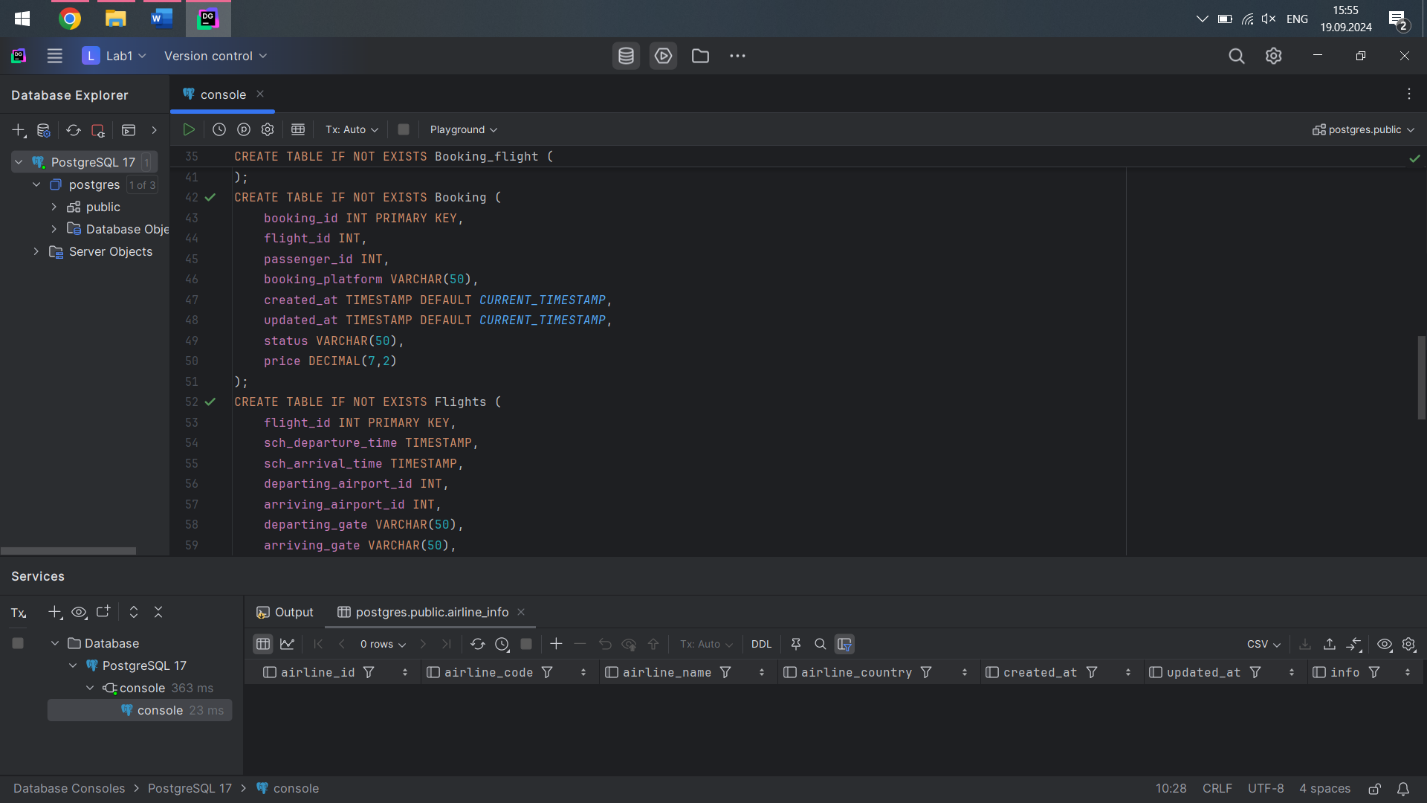 ENG
15:55
19.09.2024
2
L Lab1
Version control
Database Explorer
console
Tx: Auto
Playground
postgres.public
PostgreSQL 17 1
postgres 1 of 3
public
Database Obje
Server Objects
35 CREATE TABLE IF NOT EXISTS Booking_flight (
41 );
42 CREATE TABLE IF NOT EXISTS Booking (
43 booking_id INT PRIMARY KEY,
44 flight_id INT,
45 passenger_id INT,
46 booking_platform VARCHAR(50),
47 created_at TIMESTAMP DEFAULT CURRENT_TIMESTAMP,
48 updated_at TIMESTAMP DEFAULT CURRENT_TIMESTAMP,
49 status VARCHAR(50),
50 price DECIMAL(7,2)
51 );
52 CREATE TABLE IF NOT EXISTS Flights (
53 flight_id INT PRIMARY KEY,
54 sch_departure_time TIMESTAMP,
55 sch_arrival_time TIMESTAMP,
56 departing_airport_id INT,
57 arriving_airport_id INT,
58 departing_gate VARCHAR(50),
59 arriving_gate VARCHAR(50),
Services
Tx
Database
PostgreSQL 17
console 363 ms
console 23 ms
Output
postgres.public.airline_info
0 rows
Tx: Auto
DDL
CSV
airline_id airline_code airline_name airline_country created_at updated_at info
Database Consoles > PostgreSQL 17 > console
10:28 CRLF UTF-8 4 spaces